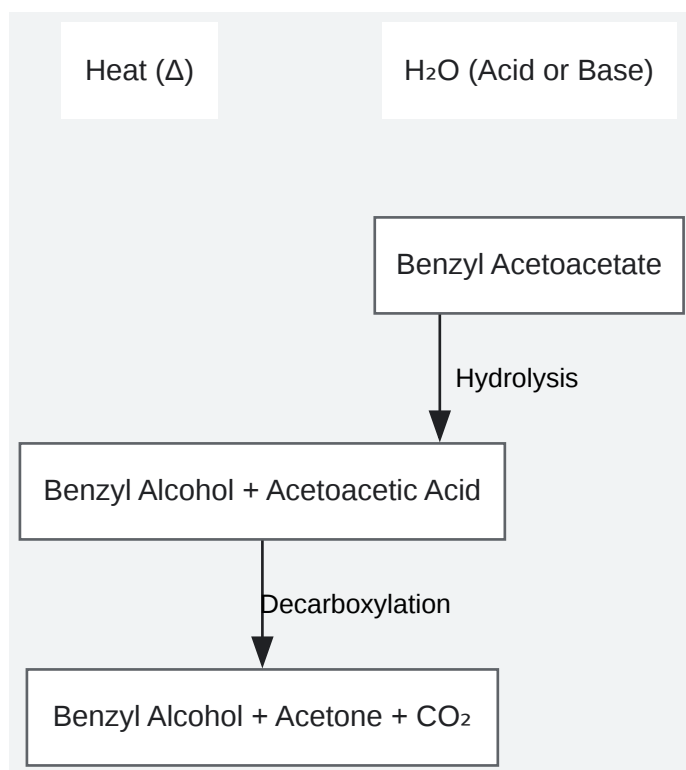 Heat (Δ)
H₂O (Acid or Base)
Benzyl Acetoacetate
Hydrolysis
Benzyl Alcohol + Acetoacetic Acid
Decarboxylation
Benzyl Alcohol + Acetone + CO₂